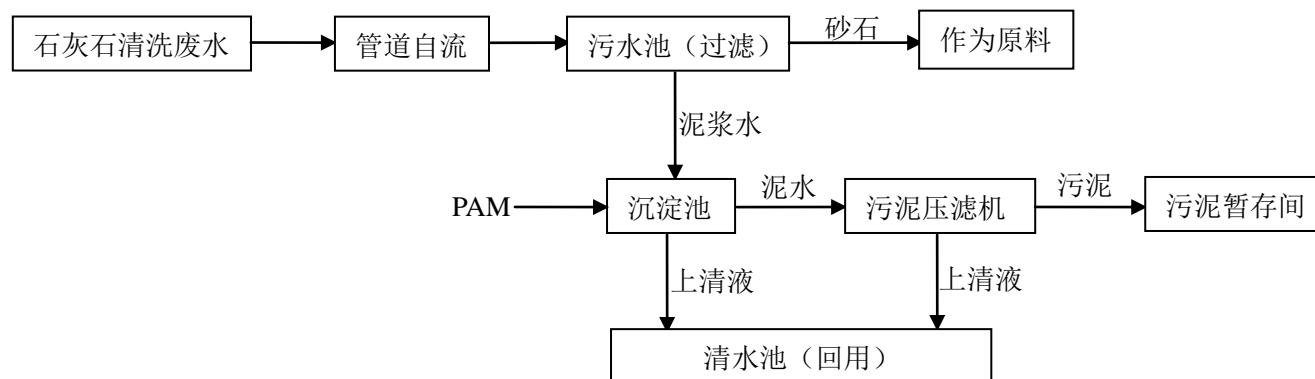 石灰石清洗废水
管道自流
污水池（过滤）
砂石
作为原料
泥浆水
PAM
沉淀池
泥水
污泥压滤机
污泥
污泥暂存间
上清液
上清液
清水池（回用）